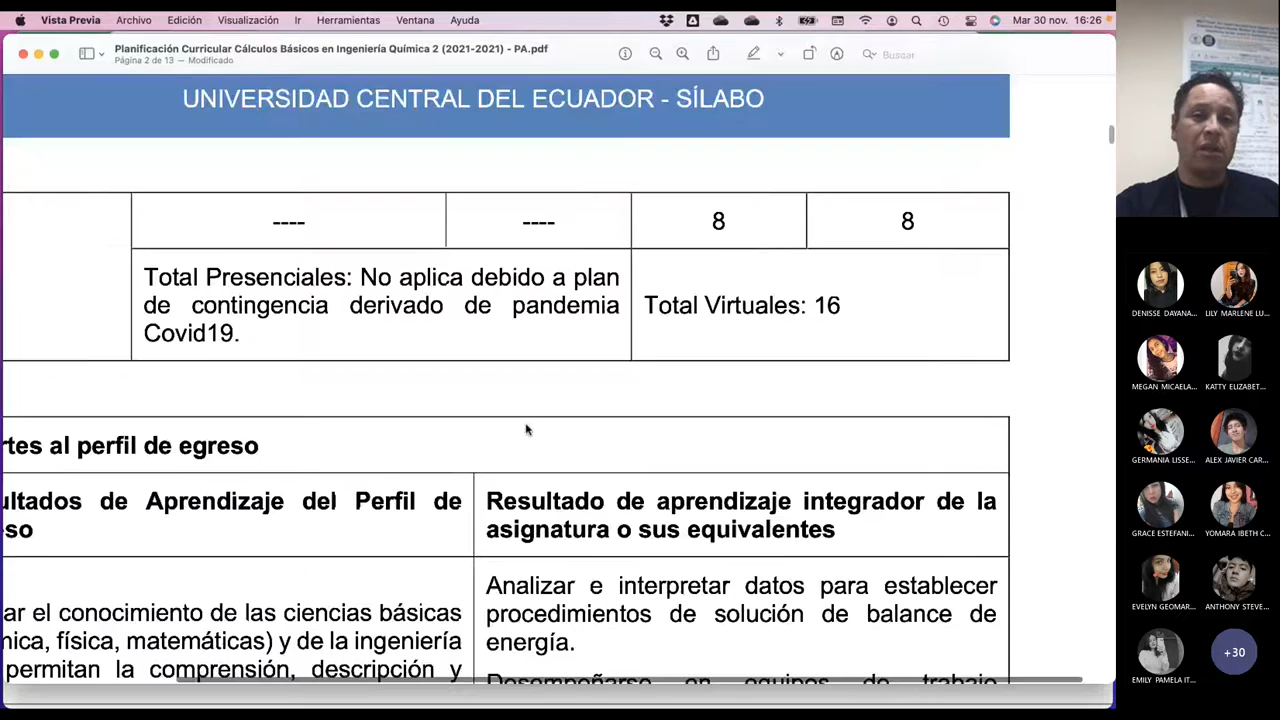 Vista Previa Archivo Edición Visualización Ir Herramientas Ventana Ayuda
Mar 30 nov. 16:26
Planificación Curricular Cálculos Básicos en Ingeniería Química 2 (2021-2021) - PA.pdf
Página 2 de 13 — Modificado
Buscar
UNIVERSIDAD CENTRAL DEL ECUADOR - SÍLABO
---- ---- 8 8
Total Presenciales: No aplica debido a plan
de contingencia derivado de pandemia
Covid19.
Total Virtuales: 16
rtes al perfil de egreso
ultados de Aprendizaje del Perfil de
so
Resultado de aprendizaje integrador de la
asignatura o sus equivalentes
ar el conocimiento de las ciencias básicas
mica, física, matemáticas) y de la ingeniería
permitan la comprensión, descripción y
Analizar e interpretar datos para establecer
procedimientos de solución de balance de
energía.
Desempeñarse en equipos de trabajo
DENISSE DAYANA... LILY MARLENE LU...
MEGAN MICAELA... KATTY ELIZABET...
GERMANIA LISSE... ALEX JAVIER CAR...
GRACE ESTEFANI... YOMARA IBETH C...
EVELYN GEOMAR... ANTHONY STEVE...
EMILY PAMELA IT... +30